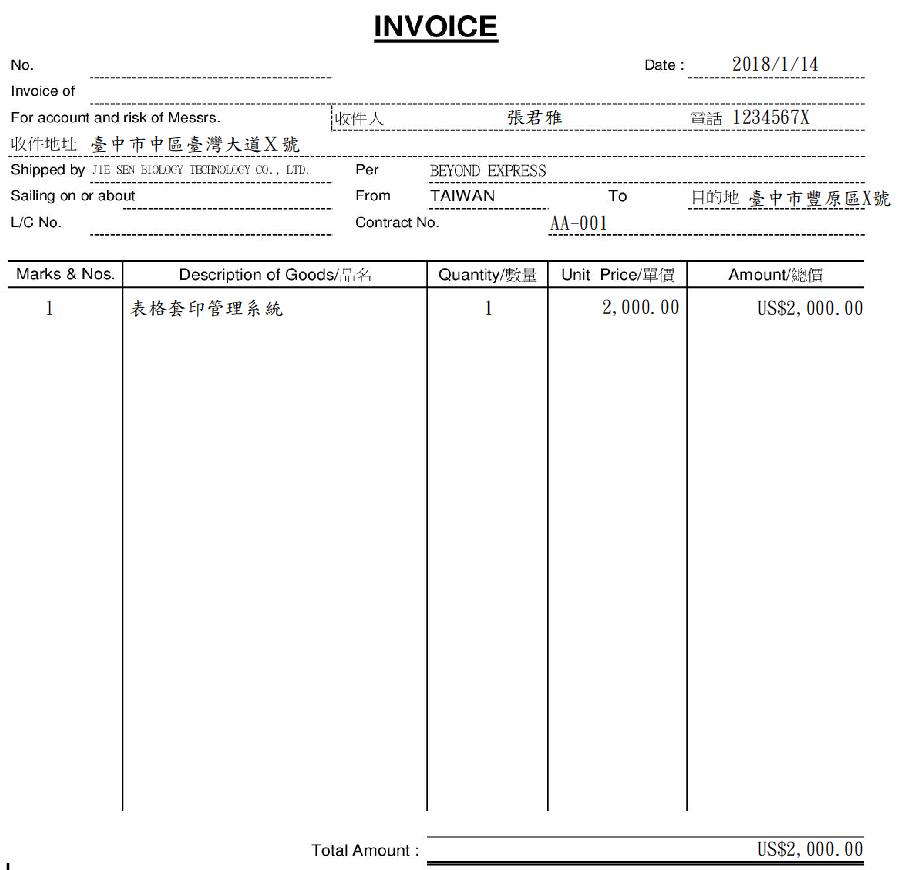 INVOICE
No. Date : 2018/1/14
Invoice of
For account and risk of Messrs. 收件人 張君雅 電話 1234567X
收件地址 臺中市中區臺灣大道X號
Shipped by JIE SEN BIOLOGY TECHNOLOGY CO., LTD. Per BEYOND EXPRESS
Sailing on or about From TAIWAN To 目的地 臺中市豐原區X號
L/C No. Contract No. AA-001
Marks & Nos. Description of Goods/品名 Quantity/數量 Unit Price/單價 Amount/總價
1 表格套印管理系統 1 2,000.00 US$2,000.00
Total Amount : US$2,000.00